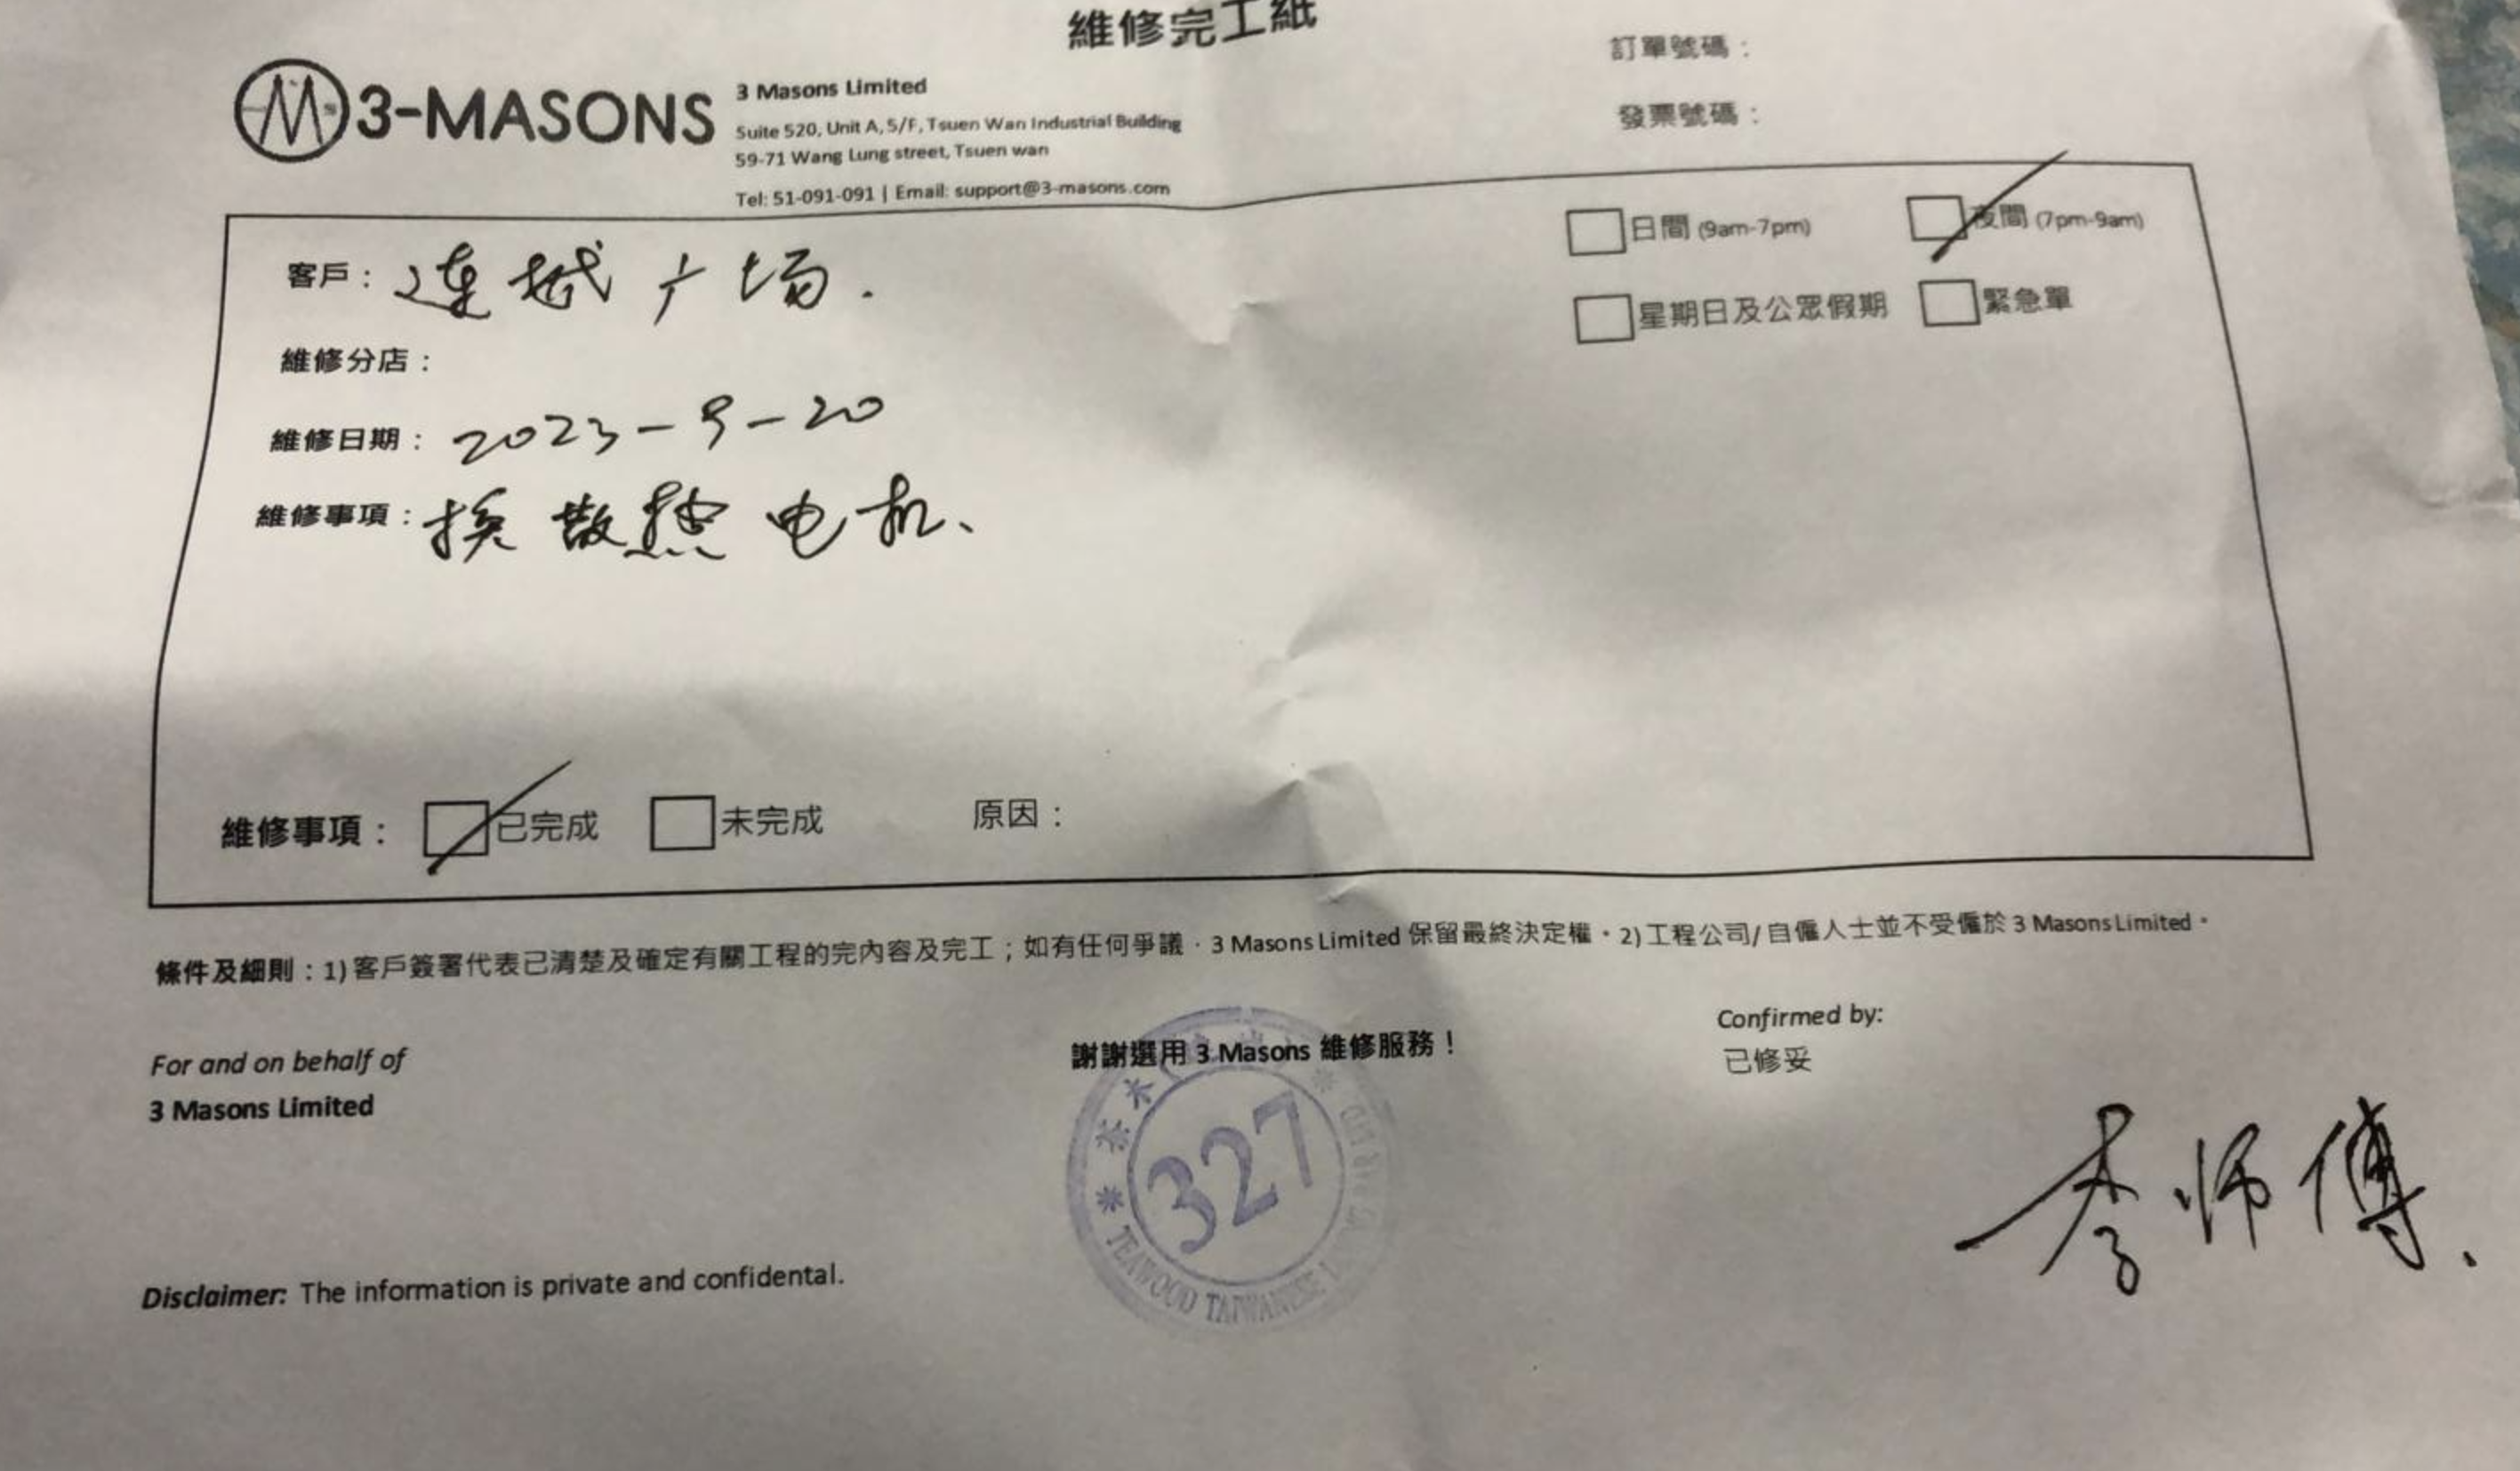 維修完工紙
訂單號碼：
發票號碼：
3-MASONS
3 Masons Limited
Suite 520, Unit A, 5/F, Tsuen Wan Industrial Building
59-71 Wang Lung street, Tsuen wan
Tel: 51-091-091 | Email: support@3-masons.com
日間 (9am-7pm) 夜間 (7pm-9am)
星期日及公眾假期 緊急單
客戶：连越广场.
維修分店：
維修日期：2023-9-20
維修事項：换散热电机、
維修事項： 已完成 未完成 原因：
條件及細則：1) 客戶簽署代表已清楚及確定有關工程的完內容及完工；如有任何爭議，3 Masons Limited 保留最終決定權。2) 工程公司/ 自僱人士並不受僱於 3 Masons Limited。
For and on behalf of
3 Masons Limited
謝謝選用 3 Masons 維修服務！
327
TEAWOOD TAIWANESE
Confirmed by:
已修妥
李师傅.
Disclaimer: The information is private and confidental.